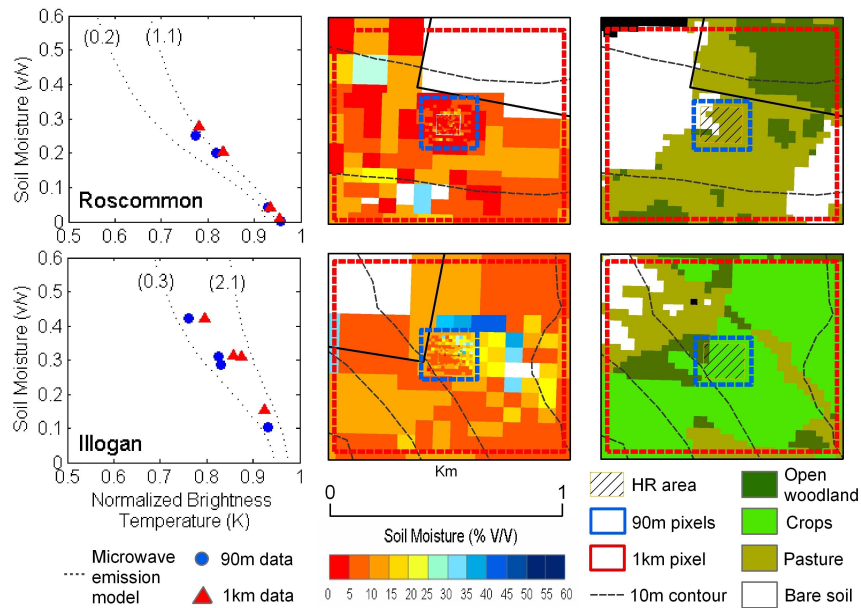 0.6
0.5
0.4
0.3
0.2
0.1
0
Soil Moisture (v/v)
(0.2)
(1.1)
Roscommon
0.5 0.6 0.7 0.8 0.9 1
0.6
0.5
0.4
0.3
0.2
0.1
0
Soil Moisture (v/v)
(0.3)
(2.1)
Illogan
0.5 0.6 0.7 0.8 0.9 1
Normalized Brightness
Temperature (K)
Microwave
emission
model
90m data
1km data
Km
0 1
Soil Moisture (% V/V)
0 5 10 15 20 25 30 35 40 45 50 55 60
HR area
90m pixels
1km pixel
10m contour
Open
woodland
Crops
Pasture
Bare soil